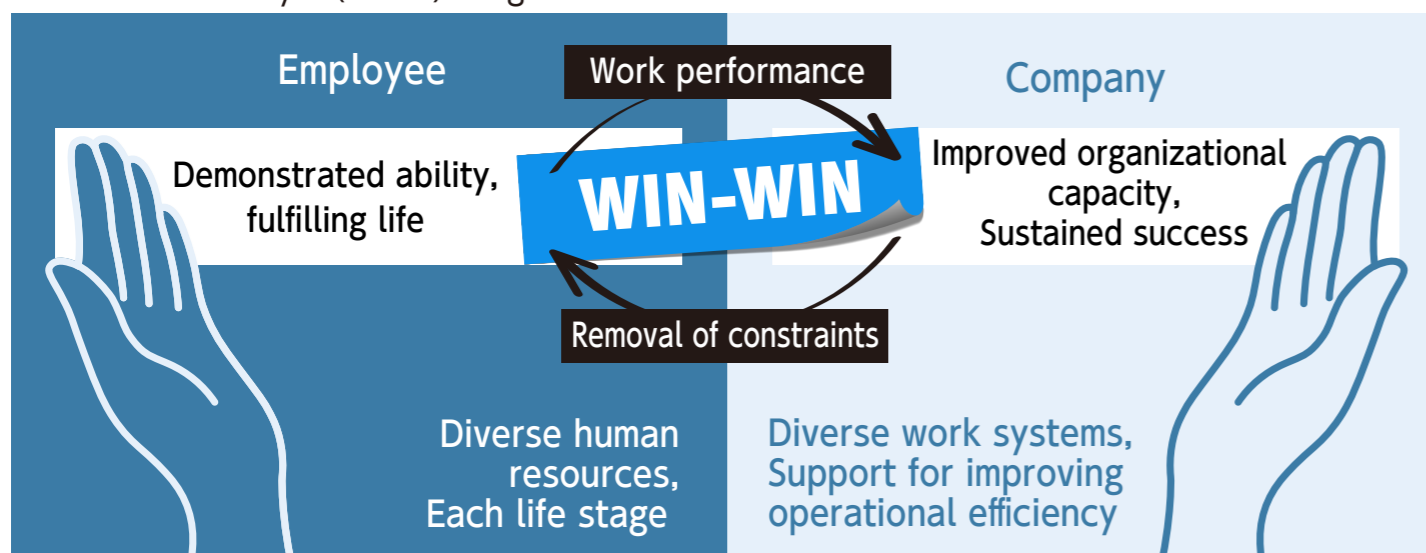 Employee
Work performance
Company
Demonstrated ability,
fulfilling life
WIN-WIN
Improved organizational
capacity,
Sustained success
Removal of constraints
Diverse human
resources,
Each life stage
Diverse work systems,
Support for improving
operational efficiency